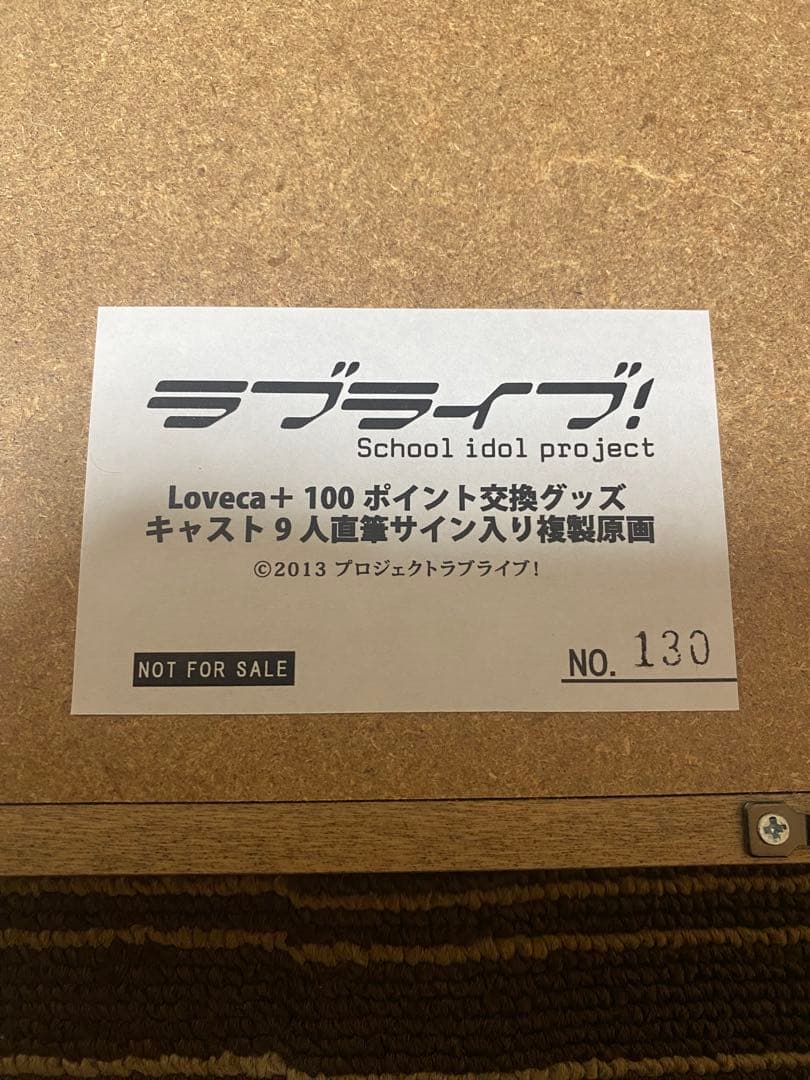 ラブライブ!
School idol project
Loveca+ 100 ポイント交換グッズ
キャスト 9 人直筆サイン入り複製原画
©2013 プロジェクトラブライブ!
NOT FOR SALE
NO. 130